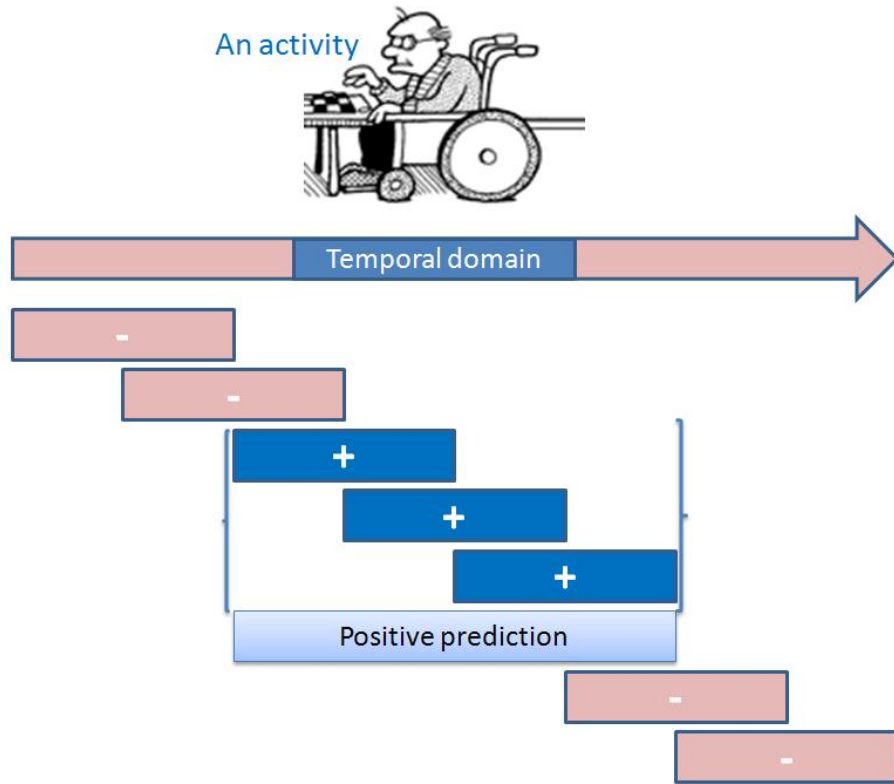 An activity
Temporal domain
-
-
+
+
+
Positive prediction
-
-